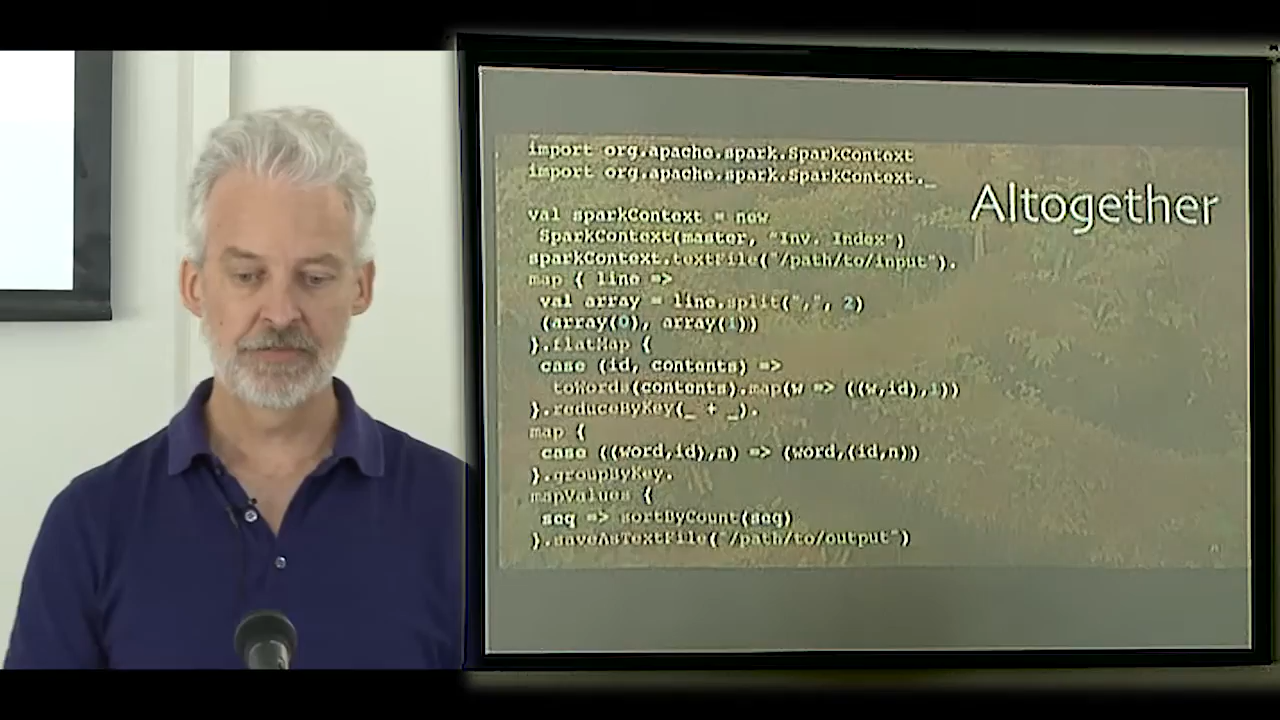 import org.apache.spark.SparkContext
import org.apache.spark.SparkContext._
Altogether
val sparkContext = new
SparkContext(master, "Inv. Index")
sparkContext.textFile("/path/to/input").
map { line =>
val array = line.split(",", 2)
(array(0), array(1))
}.flatMap {
case (id, contents) =>
toWords(contents).map(w => ((w,id),1))
}.reduceByKey(_ + _).
map {
case ((word,id),n) => (word,(id,n))
}.groupByKey.
mapValues {
seq => sortByCount(seq)
}.saveAsTextFile("/path/to/output")